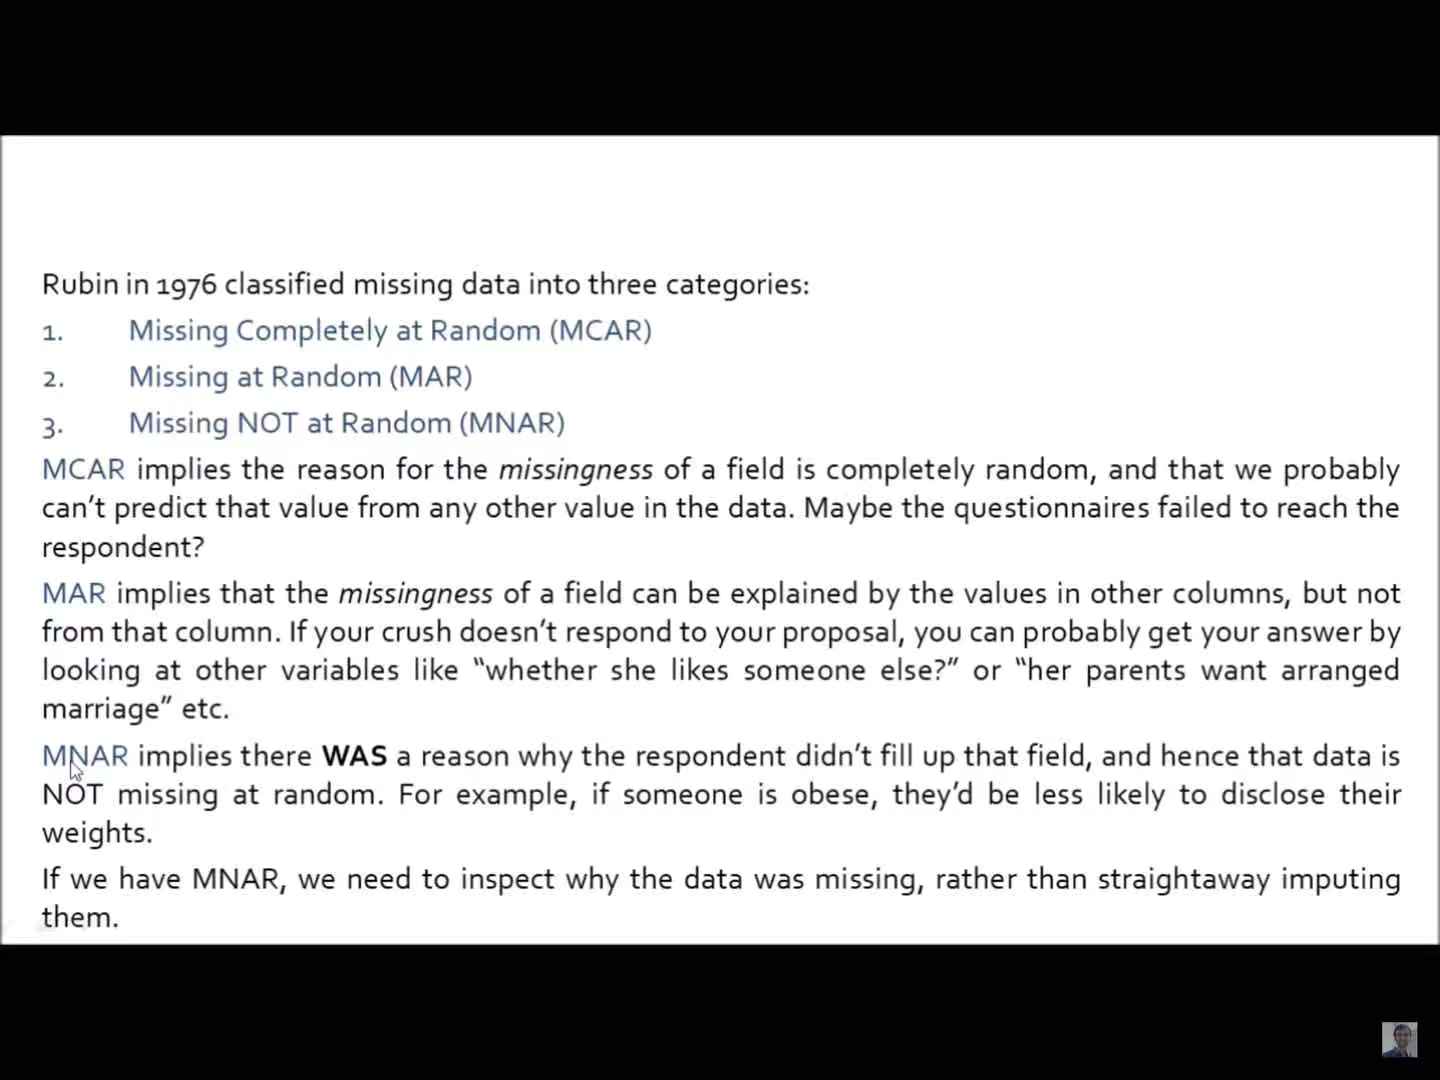 Rubin in 1976 classified missing data into three categories:
1. Missing Completely at Random (MCAR)
2. Missing at Random (MAR)
3. Missing NOT at Random (MNAR)
MCAR implies the reason for the missingness of a field is completely random, and that we probably
can't predict that value from any other value in the data. Maybe the questionnaires failed to reach the
respondent?
MAR implies that the missingness of a field can be explained by the values in other columns, but not
from that column. If your crush doesn't respond to your proposal, you can probably get your answer by
looking at other variables like “whether she likes someone else?” or “her parents want arranged
marriage” etc.
MNAR implies there WAS a reason why the respondent didn't fill up that field, and hence that data is
NOT missing at random. For example, if someone is obese, they'd be less likely to disclose their
weights.
If we have MNAR, we need to inspect why the data was missing, rather than straightaway imputing
them.